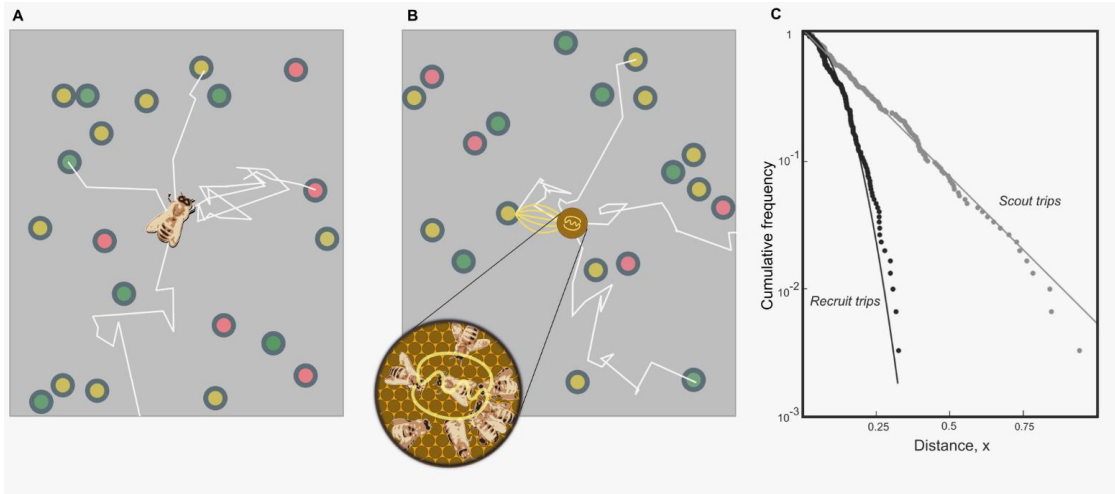 A
B
C
1
10-1
10-2
10-3
Cumulative frequency
Scout trips
Recruit trips
0.25
0.5
0.75
Distance, x